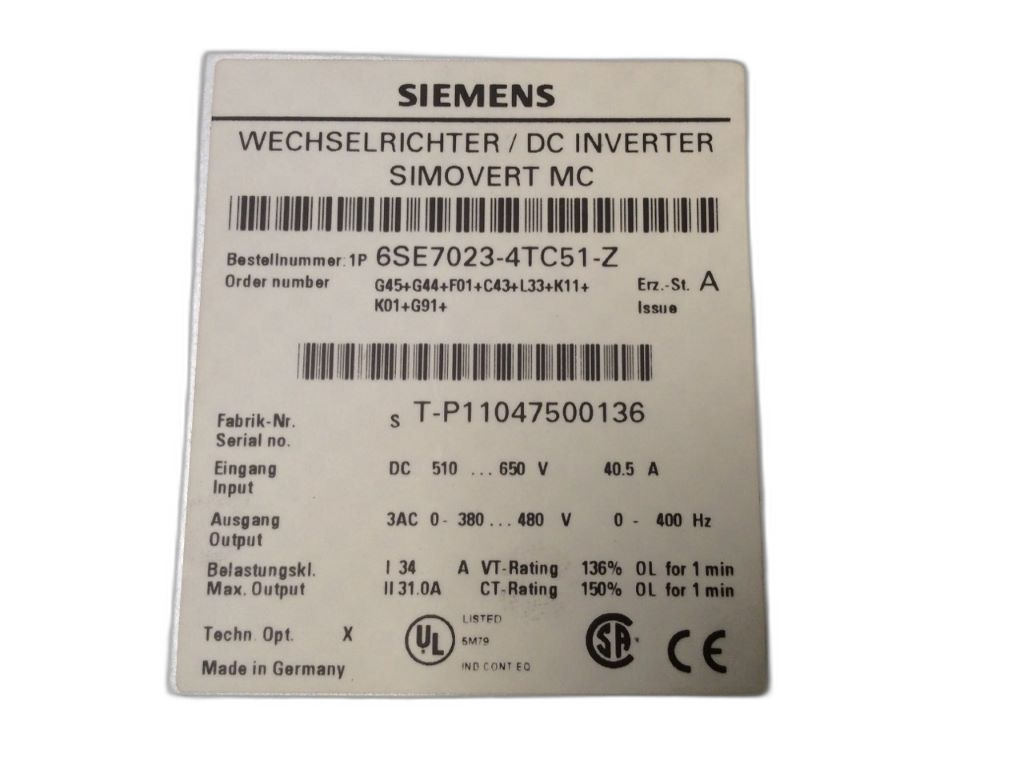 SIEMENS
WECHSELRICHTER / DC INVERTER
SIMOVERT MC
Bestellnummer: 1P 6SE7023-4TC51-Z
Order number G45+G44+F01+C43+L33+K11+ Erz.-St. A
K01+G91+ Issue
Fabrik-Nr. S T-P11047500136
Serial no.
Eingang DC 510 ... 650 V 40.5 A
Input
Ausgang 3AC 0- 380... 480 V 0 - 400 Hz
Output
Belastungskl. I 34 A VT-Rating 136% OL for 1 min
Max. Output II 31.0A CT-Rating 150% OL for 1 min
Techn. Opt. X UL LISTED
5M79
IND CONT EQ
SA CE
Made in Germany